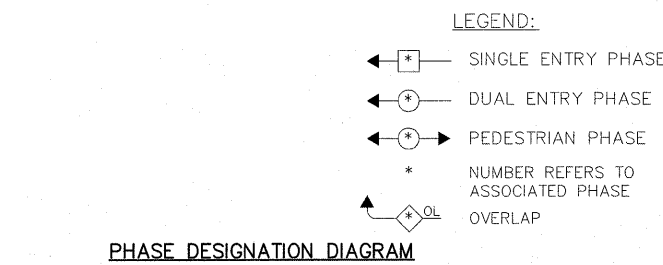 LEGEND:
* SINGLE ENTRY PHASE
* DUAL ENTRY PHASE
* PEDESTRIAN PHASE
* NUMBER REFERS TO
ASSOCIATED PHASE
* OL OVERLAP
PHASE DESIGNATION DIAGRAM